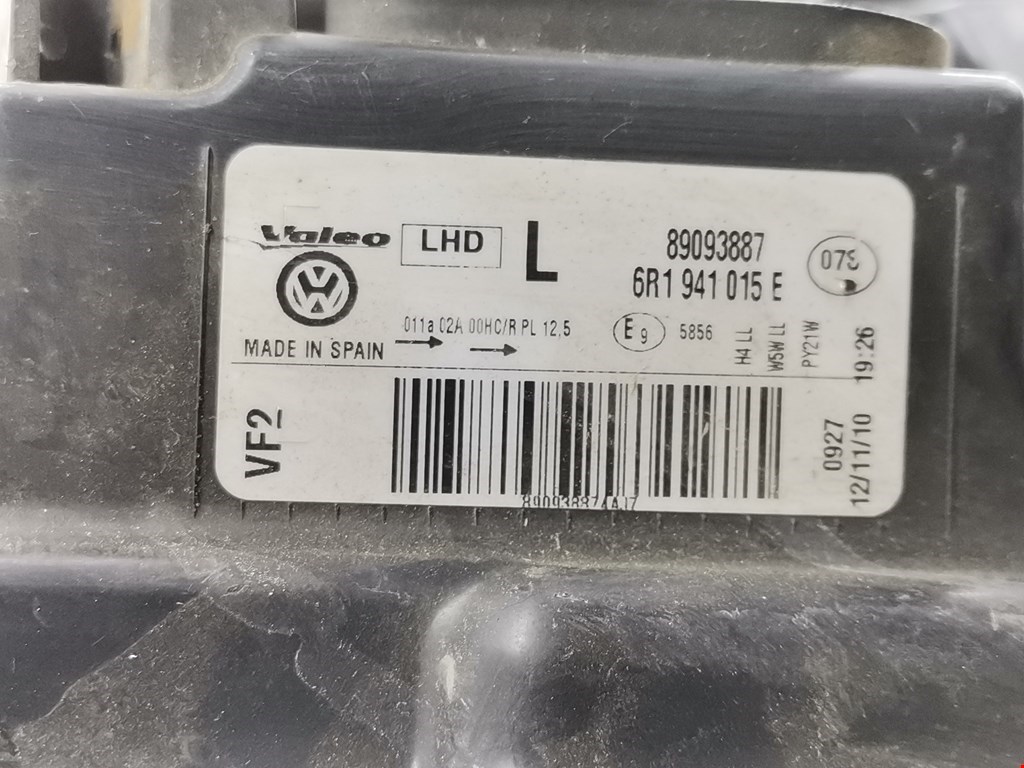 Valeo LHD L 89093887
6R1 941 015 E
011a 02A 00HC/R PL 12,5 E9 5856
MADE IN SPAIN
H4 LL
W5W LL
PY21W
VF2
0927
12/11/10 19:26